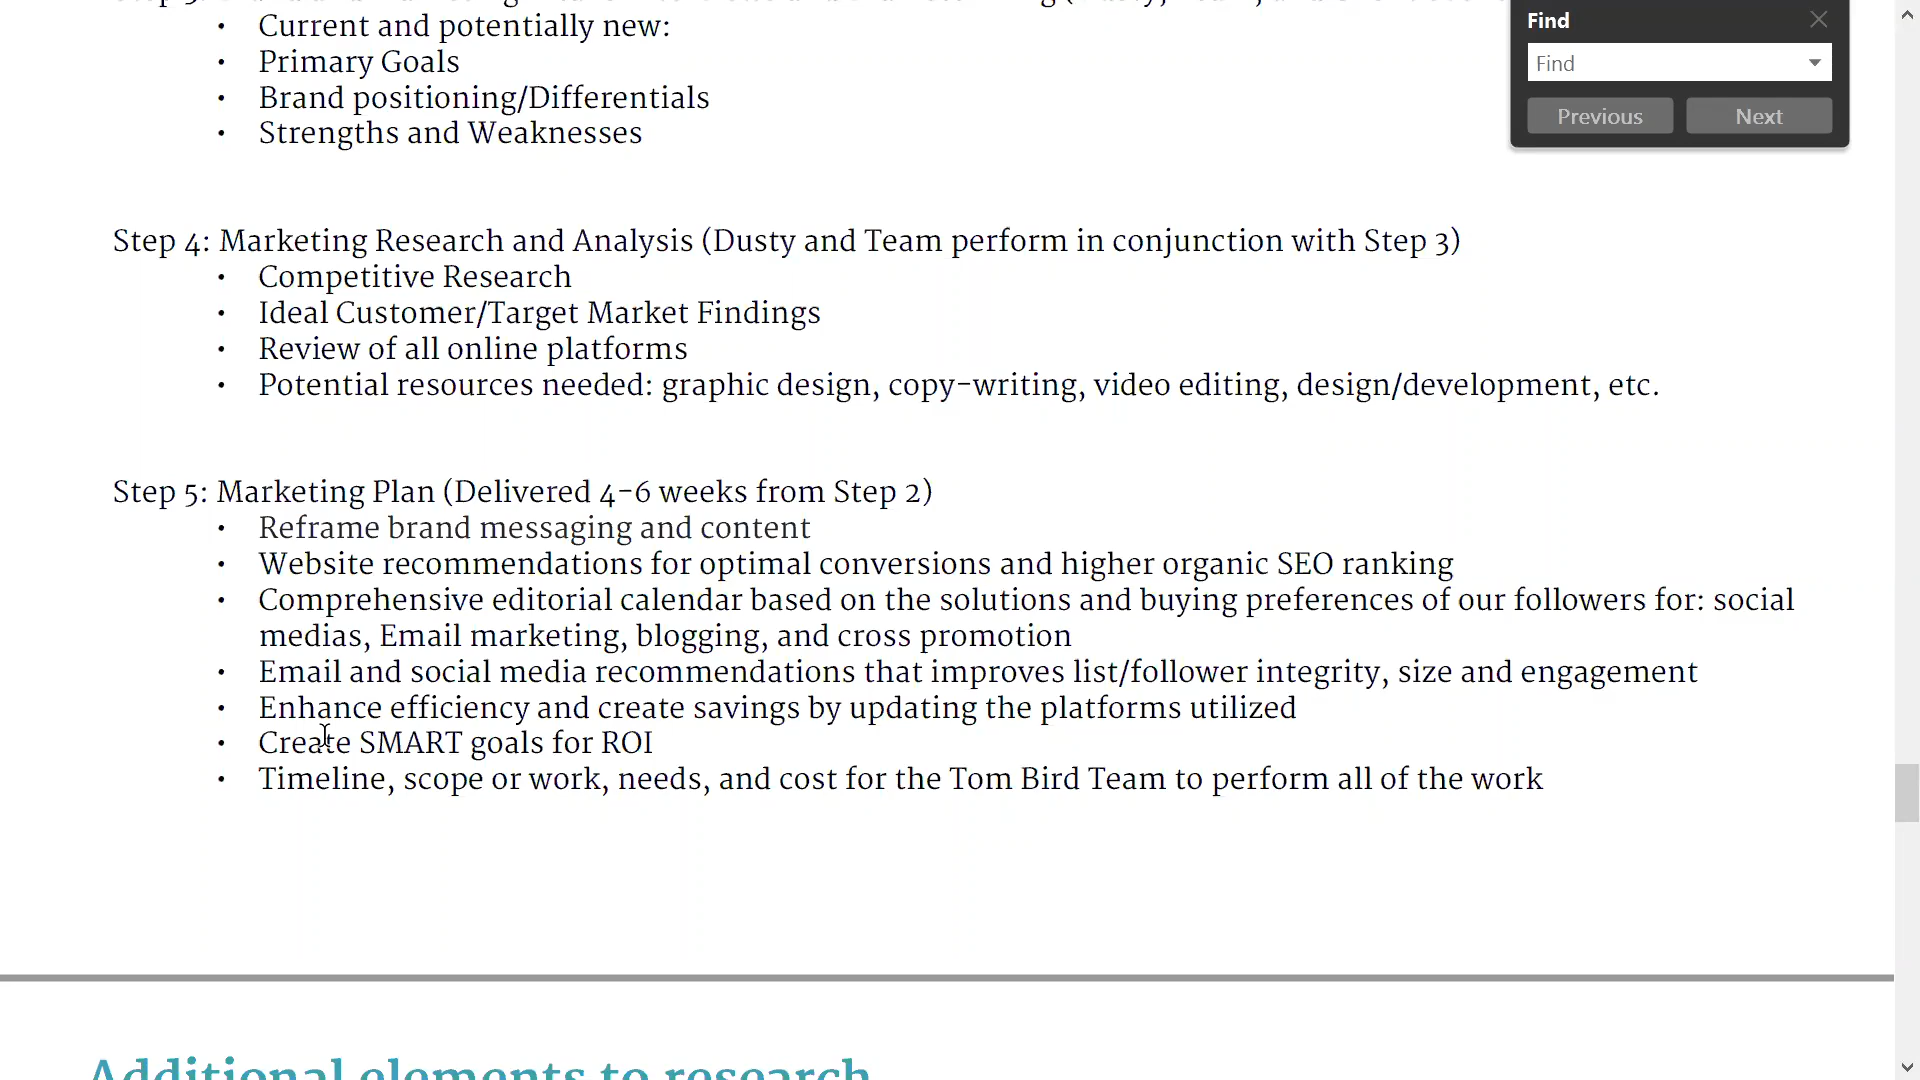 Current and potentially new:
• Primary Goals
• Brand positioning/Differentials
• Strengths and Weaknesses
Find
Find
Previous Next
Step 4: Marketing Research and Analysis (Dusty and Team perform in conjunction with Step 3)
• Competitive Research
• Ideal Customer/Target Market Findings
• Review of all online platforms
• Potential resources needed: graphic design, copy-writing, video editing, design/development, etc.
Step 5: Marketing Plan (Delivered 4-6 weeks from Step 2)
• Reframe brand messaging and content
• Website recommendations for optimal conversions and higher organic SEO ranking
• Comprehensive editorial calendar based on the solutions and buying preferences of our followers for: social
medias, Email marketing, blogging, and cross promotion
• Email and social media recommendations that improves list/follower integrity, size and engagement
• Enhance efficiency and create savings by updating the platforms utilized
• Create SMART goals for ROI
• Timeline, scope or work, needs, and cost for the Tom Bird Team to perform all of the work
Additional elements to research